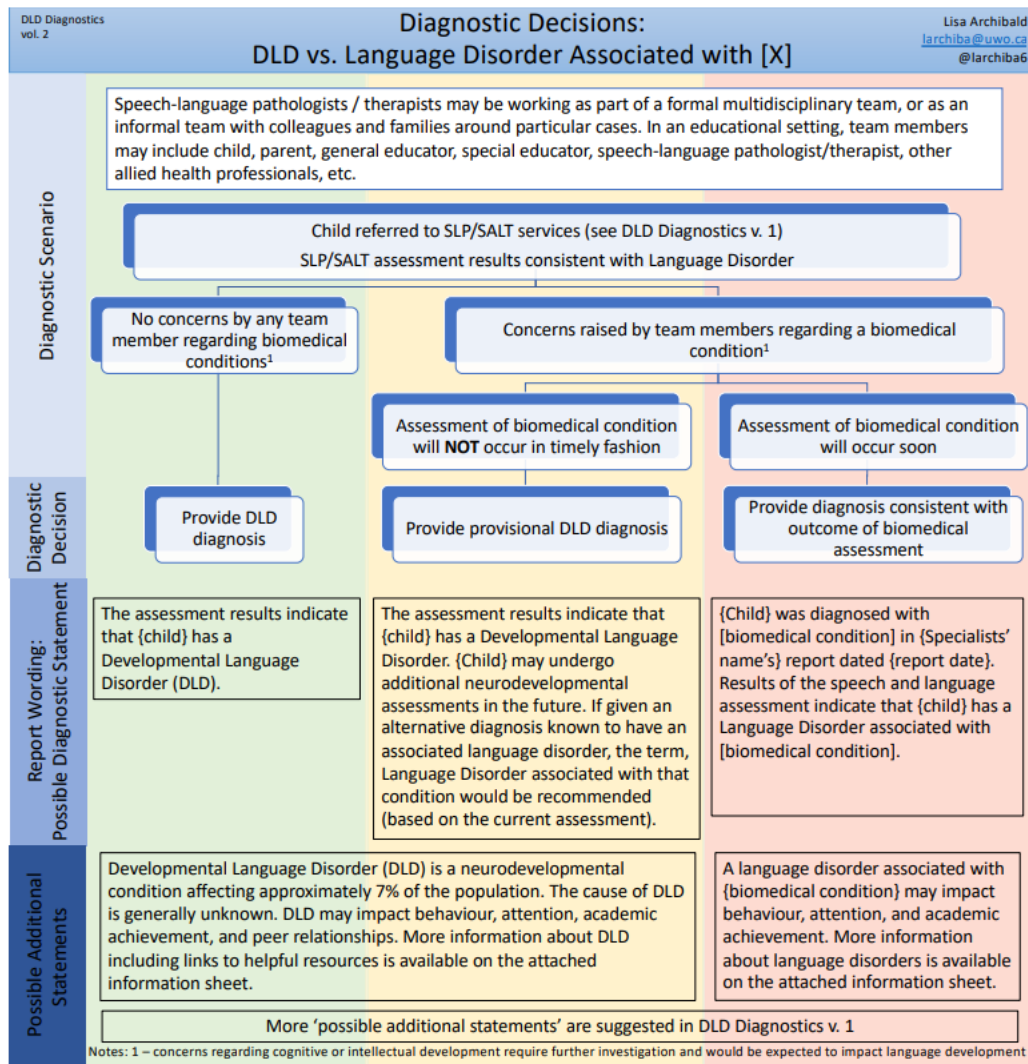 DLD Diagnostics
vol. 2
Diagnostic Decisions:
DLD vs. Language Disorder Associated with [X]
Lisa Archibald
larchiba@uwo.ca
@larchiba6
Diagnostic Scenario
Speech-language pathologists / therapists may be working as part of a formal multidisciplinary team, or as an
informal team with colleagues and families around particular cases. In an educational setting, team members
may include child, parent, general educator, special educator, speech-language pathologist/therapist, other
allied health professionals, etc.
Child referred to SLP/SALT services (see DLD Diagnostics v. 1)
SLP/SALT assessment results consistent with Language Disorder
No concerns by any team
member regarding biomedical
conditions¹
Concerns raised by team members regarding a biomedical
condition¹
Assessment of biomedical condition
will NOT occur in timely fashion
Assessment of biomedical condition
will occur soon
Diagnostic
Decision
Provide DLD
diagnosis
Provide provisional DLD diagnosis
Provide diagnosis consistent with
outcome of biomedical
assessment
Report Wording:
Possible Diagnostic Statement
The assessment results indicate
that {child} has a
Developmental Language
Disorder (DLD).
The assessment results indicate that
{child} has a Developmental Language
Disorder. {Child} may undergo
additional neurodevelopmental
assessments in the future. If given an
alternative diagnosis known to have an
associated language disorder, the term,
Language Disorder associated with that
condition would be recommended
(based on the current assessment).
{Child} was diagnosed with
[biomedical condition] in {Specialists'
name's} report dated {report date}.
Results of the speech and language
assessment indicate that {child} has a
Language Disorder associated with
[biomedical condition].
Possible Additional
Statements
Developmental Language Disorder (DLD) is a neurodevelopmental
condition affecting approximately 7% of the population. The cause of DLD
is generally unknown. DLD may impact behaviour, attention, academic
achievement, and peer relationships. More information about DLD
including links to helpful resources is available on the attached
information sheet.
A language disorder associated with
{biomedical condition} may impact
behaviour, attention, and academic
achievement. More information
about language disorders is available
on the attached information sheet.
More 'possible additional statements' are suggested in DLD Diagnostics v. 1
Notes: 1 – concerns regarding cognitive or intellectual development require further investigation and would be expected to impact language development